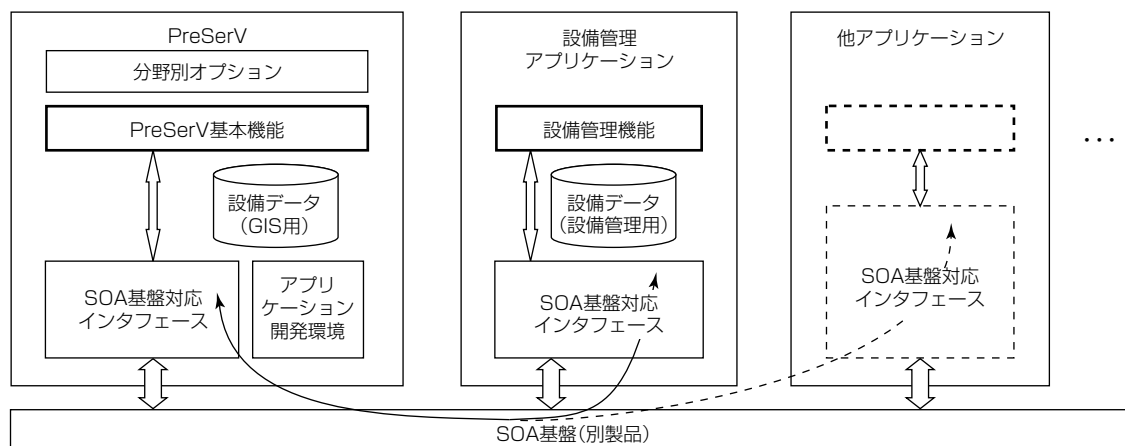 PreSerV
分野別オプション
PreSerV基本機能
設備データ
（GIS用）
SOA基盤対応
インタフェース
アプリ
ケーション
開発環境
設備管理
アプリケーション
設備管理機能
設備データ
（設備管理用）
SOA基盤対応
インタフェース
他アプリケーション
SOA基盤対応
インタフェース
…
SOA基盤（別製品）